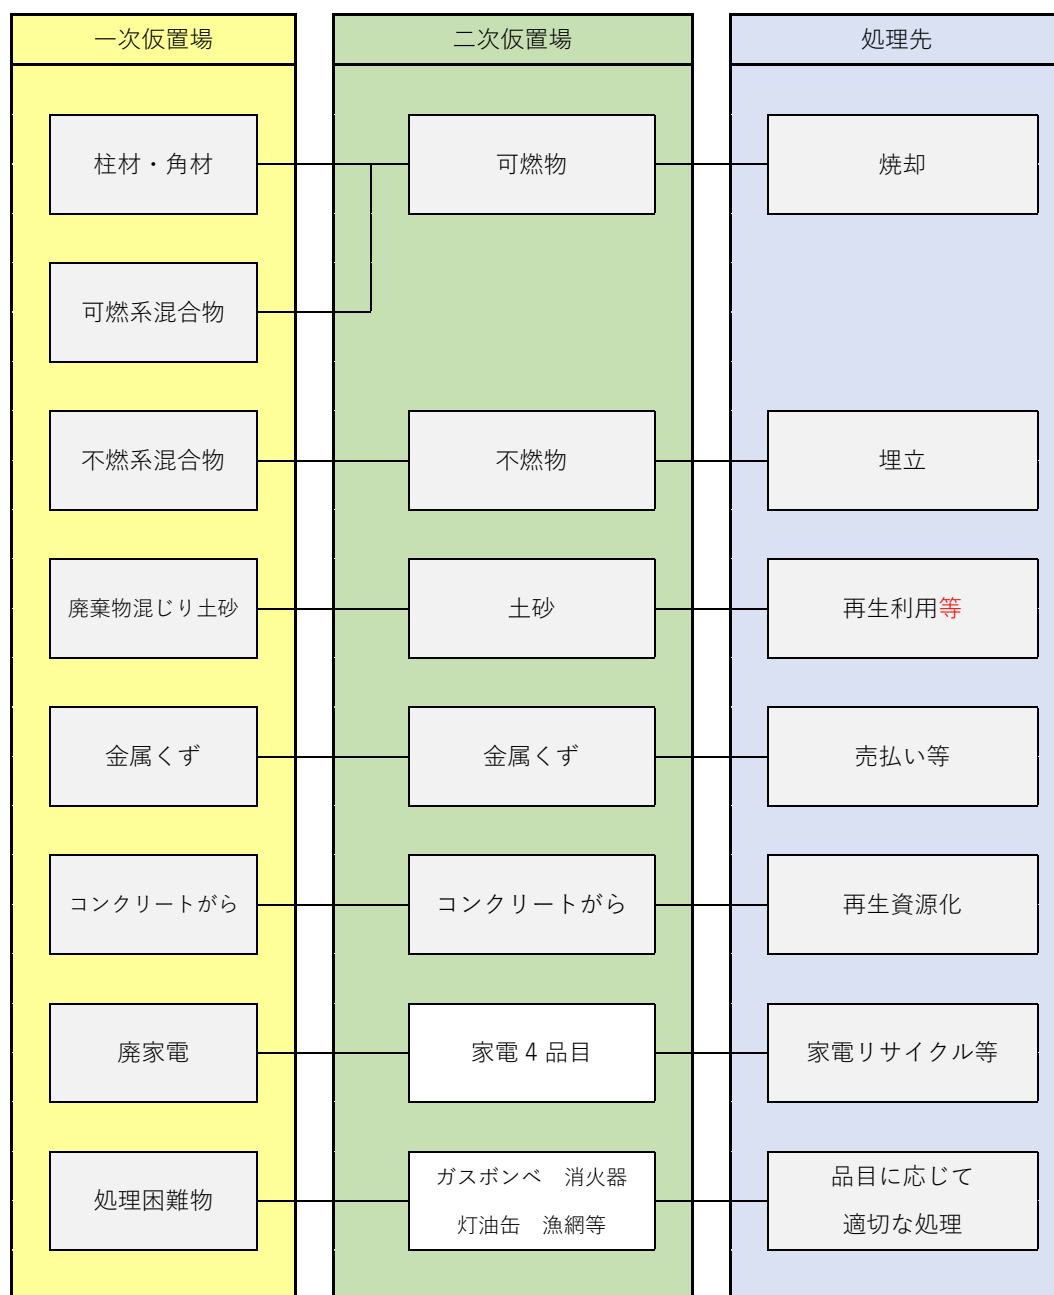 一次仮置場
二次仮置場
処理先
柱材・角材
可燃物
焼却
可燃系混合物
不燃系混合物
不燃物
埋立
廃棄物混じり土砂
土砂
再生利用等
金属くず
金属くず
売払い等
コンクリートがら
コンクリートがら
再生資源化
廃家電
家電４品目
家電リサイクル等
処理困難物
ガスボンベ　消火器
灯油缶　漁網等
品目に応じて
適切な処理